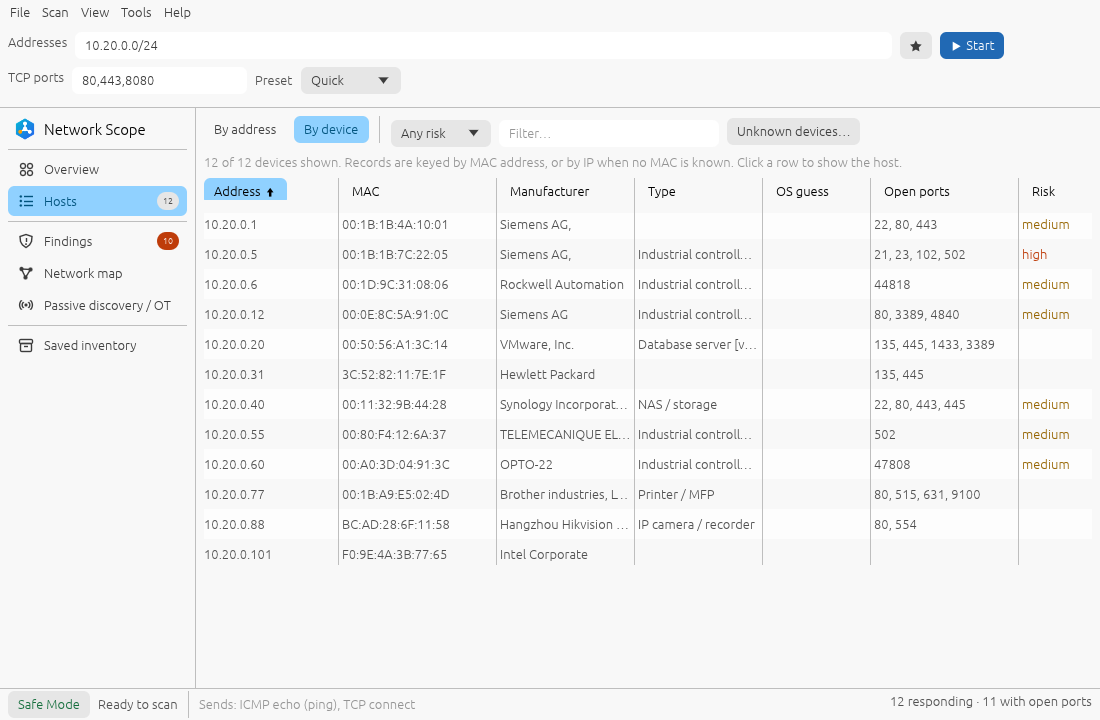 File Scan View Tools Help
Addresses 10.20.0.0/24 ★ ▶ Start
TCP ports 80,443,8080 Preset Quick
Network Scope
Overview
Hosts 12
Findings 10
Network map
Passive discovery / OT
Saved inventory
By address By device Any risk Filter… Unknown devices…
12 of 12 devices shown. Records are keyed by MAC address, or by IP when no MAC is known. Click a row to show the host.
Address MAC Manufacturer Type OS guess Open ports Risk
10.20.0.1 00:1B:1B:4A:10:01 Siemens AG, 22, 80, 443 medium
10.20.0.5 00:1B:1B:7C:22:05 Siemens AG, Industrial controll… 21, 23, 102, 502 high
10.20.0.6 00:1D:9C:31:08:06 Rockwell Automation Industrial controll… 44818 medium
10.20.0.12 00:0E:8C:5A:91:0C Siemens AG Industrial controll… 80, 3389, 4840 medium
10.20.0.20 00:50:56:A1:3C:14 VMware, Inc. Database server [v… 135, 445, 1433, 3389
10.20.0.31 3C:52:82:11:7E:1F Hewlett Packard 135, 445
10.20.0.40 00:11:32:9B:44:28 Synology Incorporat… NAS / storage 22, 80, 443, 445 medium
10.20.0.55 00:80:F4:12:6A:37 TELEMECANIQUE EL… Industrial controll… 502 medium
10.20.0.60 00:A0:3D:04:91:3C OPTO-22 Industrial controll… 47808 medium
10.20.0.77 00:1B:A9:E5:02:4D Brother industries, L… Printer / MFP 80, 515, 631, 9100
10.20.0.88 BC:AD:28:6F:11:58 Hangzhou Hikvision … IP camera / recorder 80, 554
10.20.0.101 F0:9E:4A:3B:77:65 Intel Corporate
Safe Mode Ready to scan Sends: ICMP echo (ping), TCP connect 12 responding · 11 with open ports